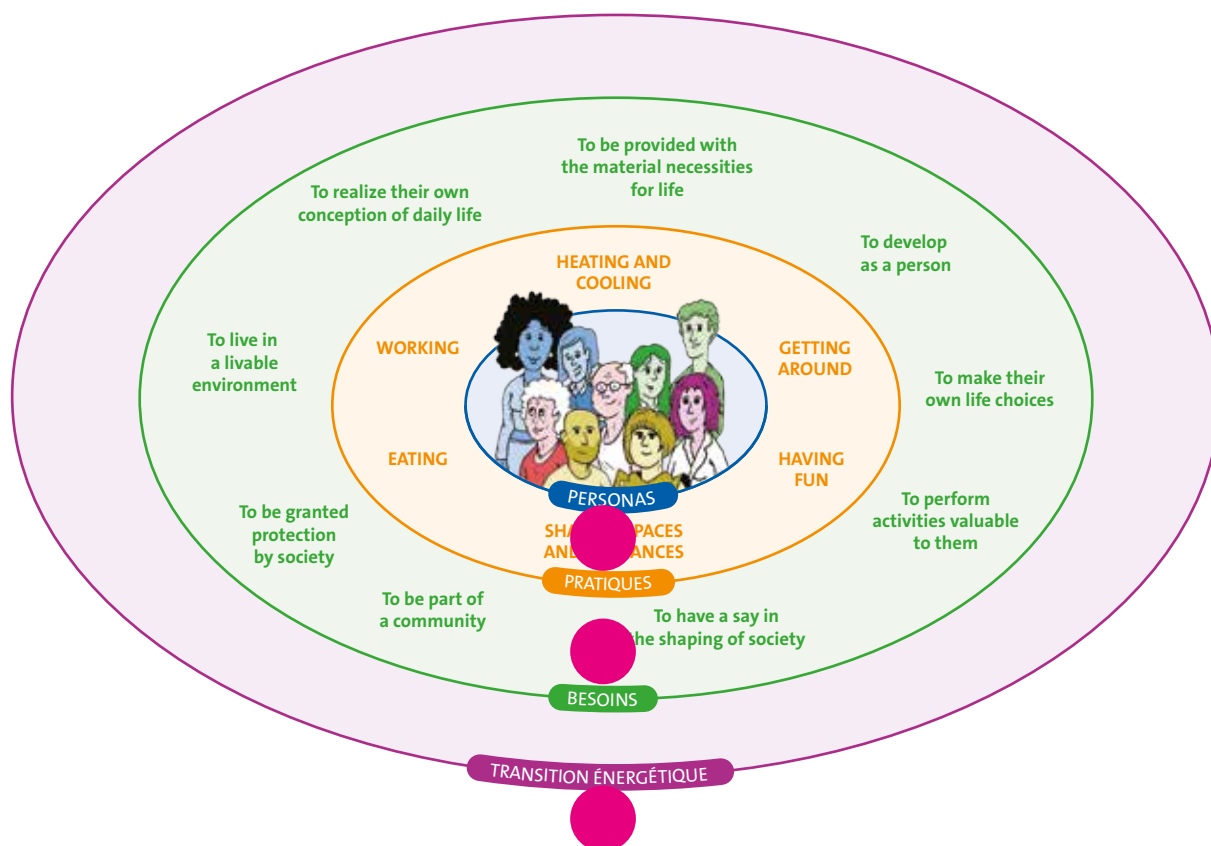 To be provided with
the material necessities
for life
To realize their own
conception of daily life
To develop
as a person
HEATING AND
COOLING
To live in
a livable
environment
WORKING
GETTING
AROUND
To make their
own life choices
EATING
HAVING
FUN
PERSONAS
To be granted
protection
by society
To perform
activities valuable
to them
PRATIQUES
To be part of
a community
To have a say in
the shaping of society
BESOINS
TRANSITION ÉNERGÉTIQUE